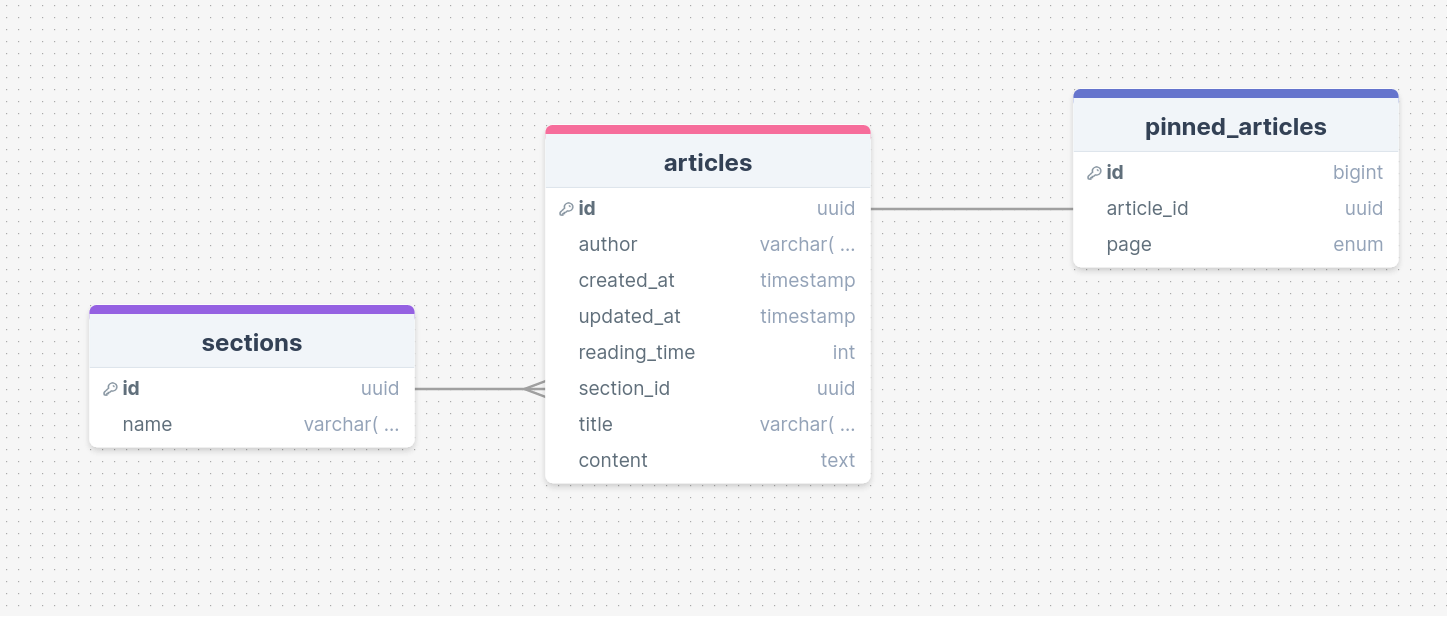 sections
id uuid
name varchar( ...
articles
id uuid
author varchar( ...
created_at timestamp
updated_at timestamp
reading_time int
section_id uuid
title varchar( ...
content text
pinned_articles
id bigint
article_id uuid
page enum